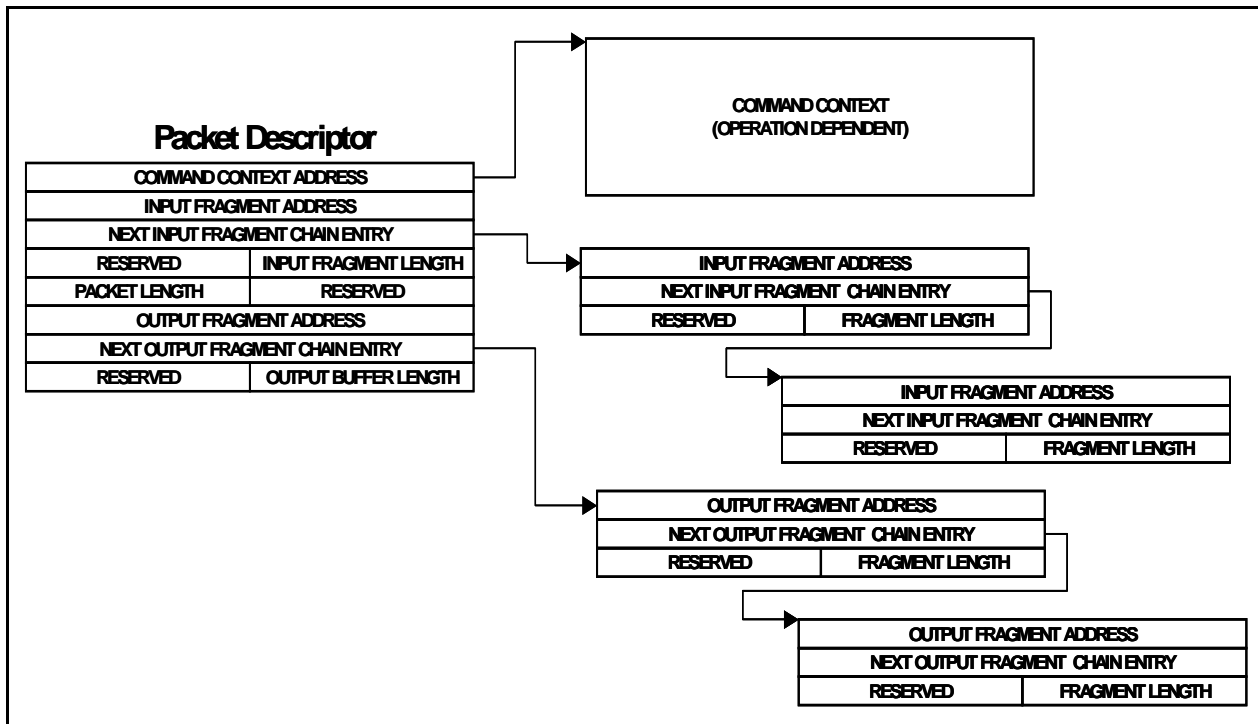 COMMAND CONTEXT
(OPERATION DEPENDENT)
Packet Descriptor
COMMAND CONTEXT ADDRESS
INPUT FRAGMENT ADDRESS
NEXT INPUT FRAGMENT CHAIN ENTRY
RESERVED INPUT FRAGMENT LENGTH
PACKET LENGTH RESERVED
OUTPUT FRAGMENT ADDRESS
NEXT OUTPUT FRAGMENT CHAIN ENTRY
RESERVED OUTPUT BUFFER LENGTH
INPUT FRAGMENT ADDRESS
NEXT INPUT FRAGMENT CHAIN ENTRY
RESERVED FRAGMENT LENGTH
INPUT FRAGMENT ADDRESS
NEXT INPUT FRAGMENT CHAIN ENTRY
RESERVED FRAGMENT LENGTH
OUTPUT FRAGMENT ADDRESS
NEXT OUTPUT FRAGMENT CHAIN ENTRY
RESERVED FRAGMENT LENGTH
OUTPUT FRAGMENT ADDRESS
NEXT OUTPUT FRAGMENT CHAIN ENTRY
RESERVED FRAGMENT LENGTH